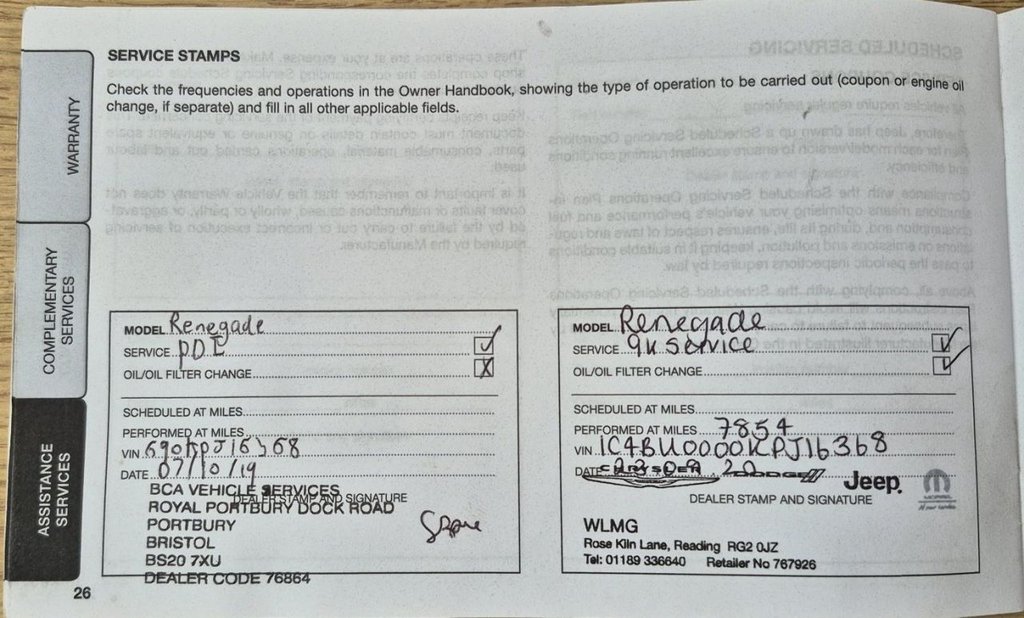 SERVICE STAMPS
Check the frequencies and operations in the Owner Handbook, showing the type of operation to be carried out (coupon or engine oil
change, if separate) and fill in all other applicable fields.
WARRANTY
COMPLEMENTARY
SERVICES
ASSISTANCE
SERVICES
MODEL Renegade
SERVICE PDI
OIL/OIL FILTER CHANGE
SCHEDULED AT MILES
PERFORMED AT MILES
VIN
DATE 07/10/19
DEALER STAMP AND SIGNATURE
BCA VEHICLE SERVICES
ROYAL PORTBURY DOCK ROAD
PORTBURY
BRISTOL
BS20 7XU
DEALER CODE 76864
MODEL Renegade
SERVICE 9k service
OIL/OIL FILTER CHANGE
SCHEDULED AT MILES
PERFORMED AT MILES 7854
VIN 1C4BU0000KPJ16368
DATE
Jeep
MOPAR
DEALER STAMP AND SIGNATURE
WLMG
Rose Kiln Lane, Reading RG2 0JZ
Tel: 01189 336640 Retailer No 767926
26